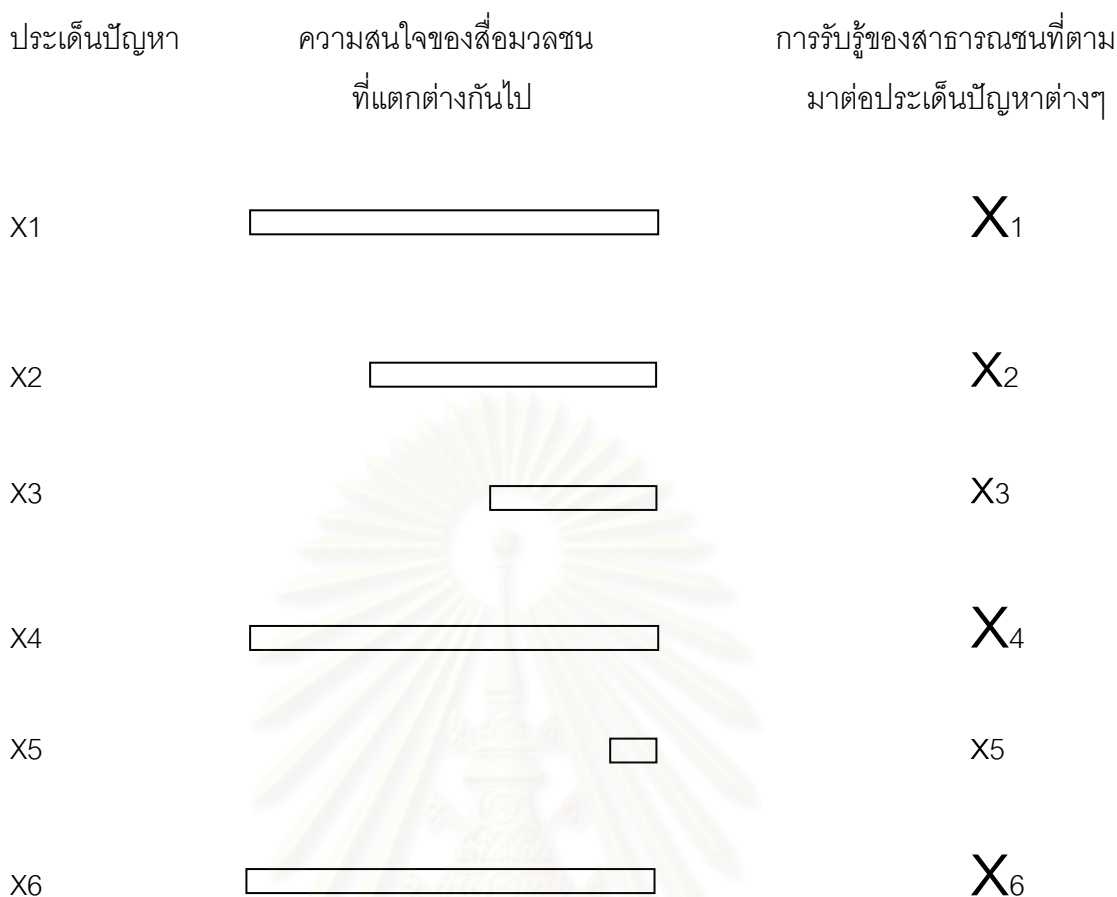 ประเด็นปัญหา ความสนใจของสื่อมวลชน การรับรู้ของสาธารณชนที่ตาม
ที่แตกต่างกันไป มาต่อประเด็นปัญหาต่างๆ
X1 X1
X2 X2
X3 X3
X4 X4
X5 X5
X6 X6